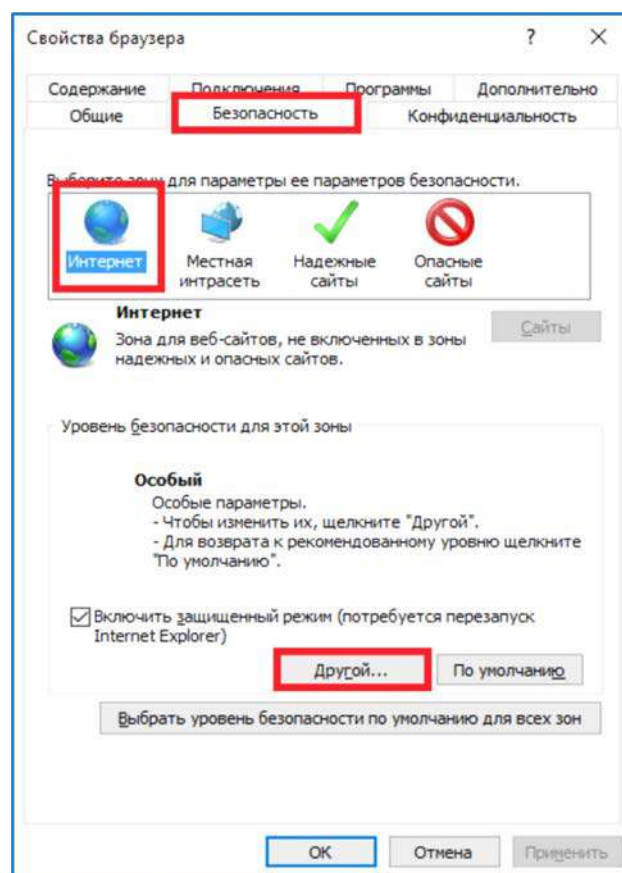 Свойства браузера ? ✕
Содержание Подключения Программы Дополнительно
Общие Безопасность Конфиденциальность
Выберите зону для параметры ее параметров безопасности.
Интернет Местная интрасеть Надежные сайты Опасные сайты
Интернет
Зона для веб-сайтов, не включенных в зоны
надежных и опасных сайтов.
Сайты
Уровень безопасности для этой зоны
Особый
Особые параметры.
- Чтобы изменить их, щелкните "Другой".
- Для возврата к рекомендованному уровню щелкните
"По умолчанию".
Включить защищенный режим (потребуется перезапуск
Internet Explorer)
Другой... По умолчанию
Выбрать уровень безопасности по умолчанию для всех зон
ОК Отмена Применить